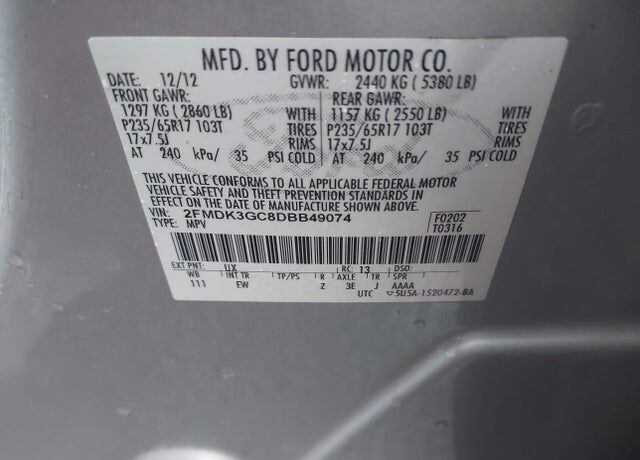 MFD. BY FORD MOTOR CO.
DATE: 12/12 GVWR: 2440 KG ( 5380 LB)
FRONT GAWR: REAR GAWR:
1297 KG ( 2860 LB) 1157 KG ( 2550 LB) WITH
P235/65R17 103T WITH P235/65R17 103T TIRES
17x7.5J TIRES 17x7.5J RIMS
RIMS
AT 240 kPa/ 35 PSI COLD AT 240 kPa/ 35 PSI COLD
THIS VEHICLE CONFORMS TO ALL APPLICABLE FEDERAL MOTOR
VEHICLE SAFETY AND THEFT PREVENTION STANDARDS IN
EFFECT ON THE DATE OF MANUFACTURE SHOWN ABOVE.
VIN: 2FMDK3GC8DBB49074 F0202
TYPE: MPV T0316
EXT PNT: UX RC: 13 DSO:
WB INT TR TP/PS R AXLE TR SPR
111 EW Z 3E J AAAA
UTC ▽5U5A-1520472-BA
Ford